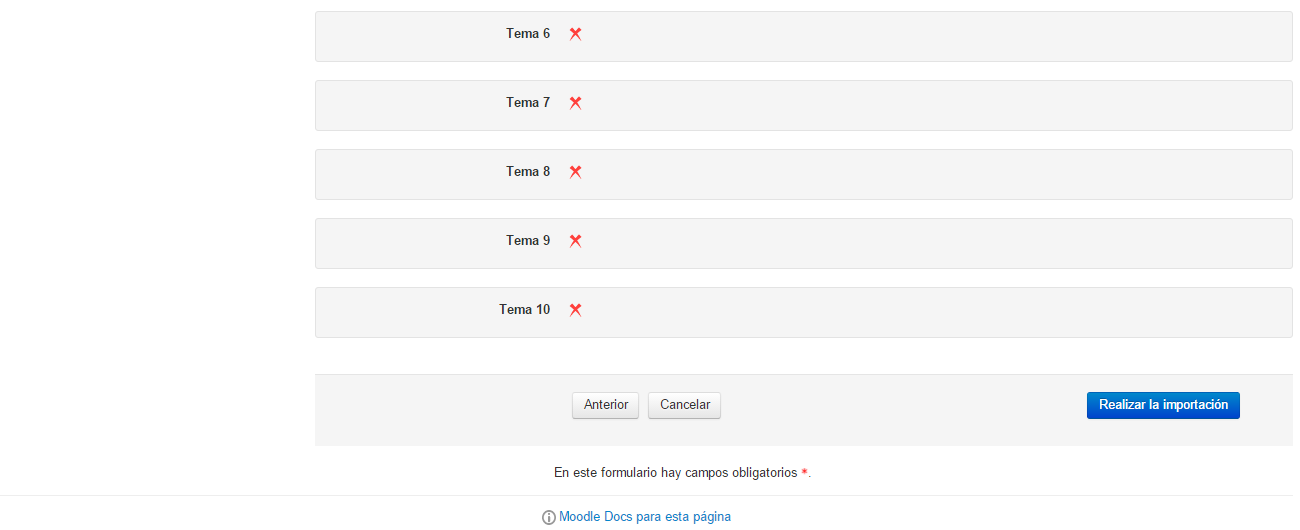 Tema 6
Tema 7
Tema 8
Tema 9
Tema 10
Anterior Cancelar Realizar la importación
En este formulario hay campos obligatorios *.
Moodle Docs para esta página